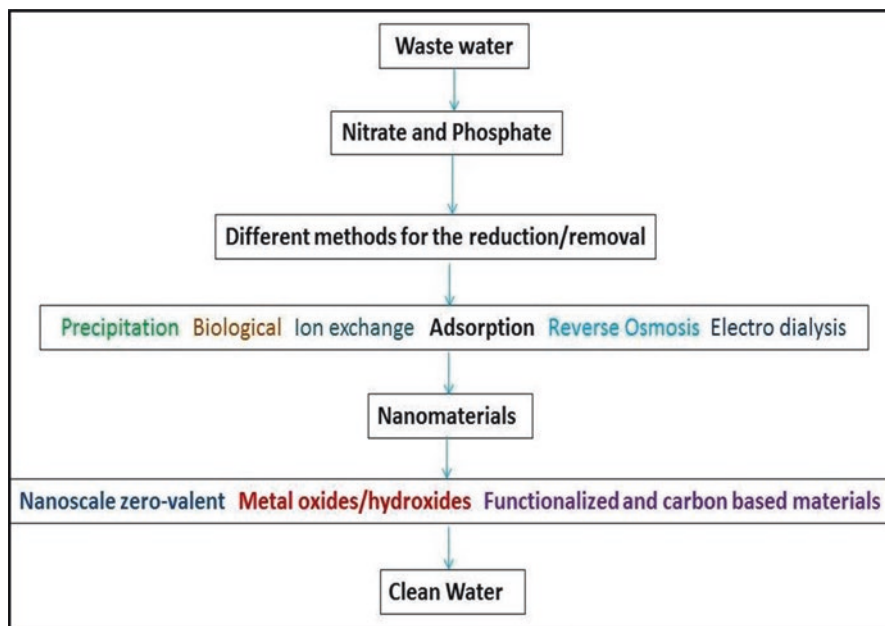 Waste water
Nitrate and Phosphate
Different methods for the reduction/removal
Precipitation Biological Ion exchange Adsorption Reverse Osmosis Electro dialysis
Nanomaterials
Nanoscale zero-valent Metal oxides/hydroxides Functionalized and carbon based materials
Clean Water